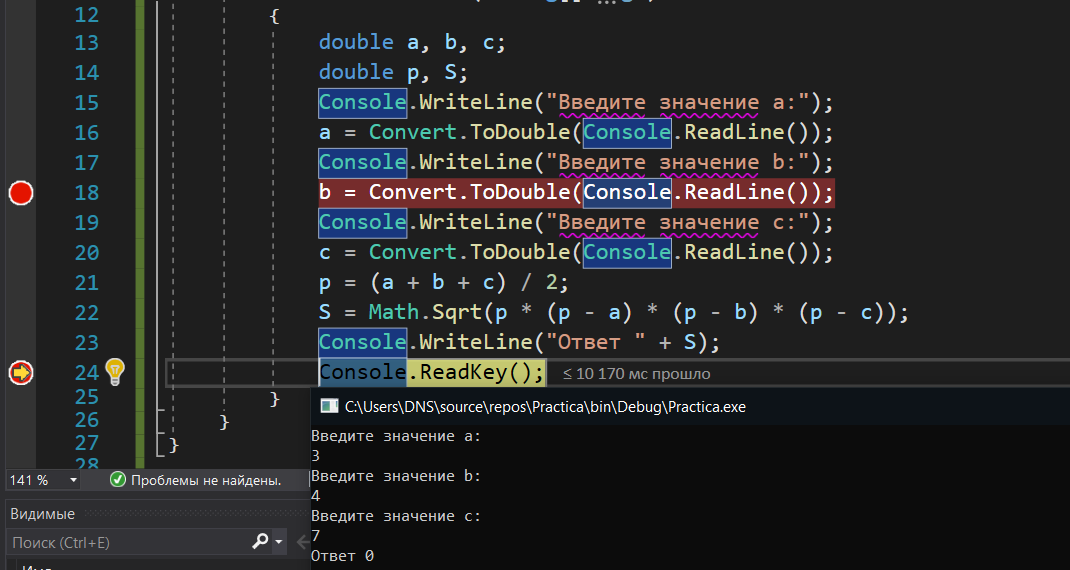 12 {
13 double a, b, c;
14 double p, S;
15 Console.WriteLine("Введите значение a:");
16 a = Convert.ToDouble(Console.ReadLine());
17 Console.WriteLine("Введите значение b:");
18 b = Convert.ToDouble(Console.ReadLine());
19 Console.WriteLine("Введите значение c:");
20 c = Convert.ToDouble(Console.ReadLine());
21 p = (a + b + c) / 2;
22 S = Math.Sqrt(p * (p - a) * (p - b) * (p - c));
23 Console.WriteLine("Ответ " + S);
24 Console.ReadKey(); ≤ 10 170 мс прошло
25 }
26 }
27 }
28
141 % Проблемы не найдены.
Видимые
Поиск (Ctrl+E)
Имя
C:\Users\DNS\source\repos\Practica\bin\Debug\Practica.exe
Введите значение a:
3
Введите значение b:
4
Введите значение c:
7
Ответ 0